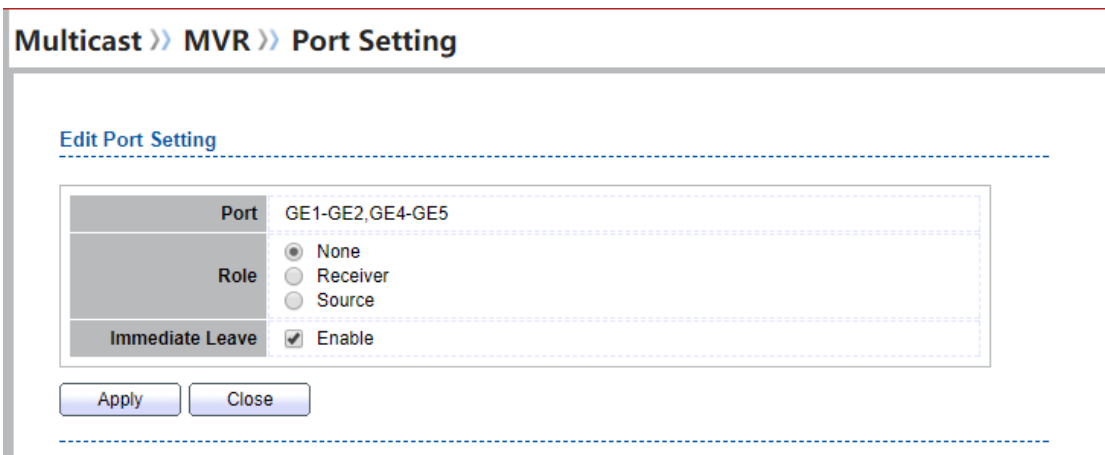 Multicast 》 MVR 》 Port Setting
Edit Port Setting
Port GE1-GE2,GE4-GE5
Role None
Receiver
Source
Immediate Leave Enable
Apply Close